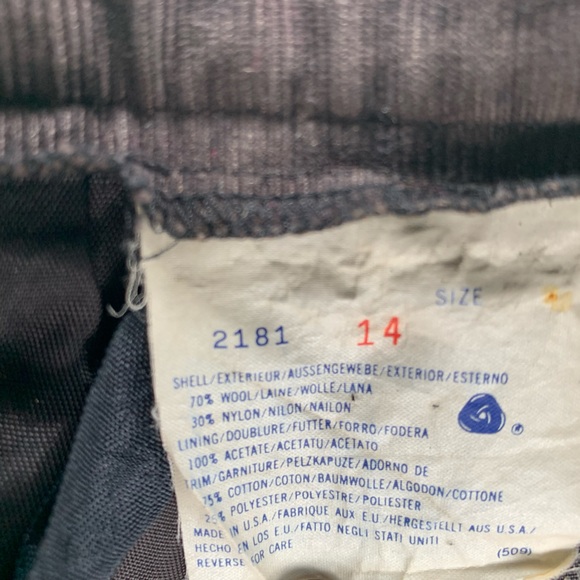 SIZE
2181 14
SHELL/EXTERIEUR/AUSSENGEWEBE/EXTERIOR/ESTERNO
70% WOOL/LAINE/WOLLE/LANA
30% NYLON/NILON/NAILON
LINING/DOUBLURE/FUTTER/FORRO/FODERA
100% ACETATE/ACETATU/ACETATO
TRIM/GARNITURE/PELZKAPUZE/ADORNO DE
75% COTTON/COTON/BAUMWOLLE/ALGODON/COTTONE
25% POLYESTER/POLYESTRE/POLIESTER
MADE IN U.S.A./FABRIQUE AUX E.U./HERGESTELLT AUS U.S.A/
HECHO EN LOS E.U./FATTO NEGLI STATI UNITI
REVERSE FOR CARE (509)